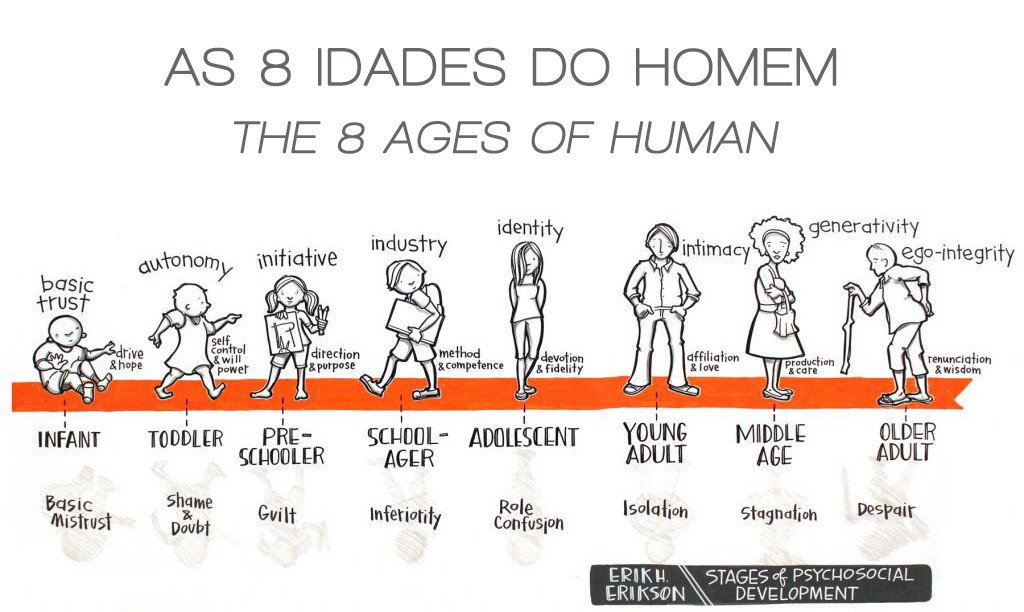 AS 8 IDADES DO HOMEM
THE 8 AGES OF HUMAN
basic
trust
drive
& hope
INFANT
Basic
Mistrust
autonomy
self
control
& will
power
TODDLER
Shame
&
Doubt
initiative
direction
& purpose
PRE-
SCHOOLER
Guilt
industry
method
& competence
SCHOOL-
AGER
Inferiority
identity
devotion
& fidelity
ADOLESCENT
Role
Confusion
intimacy
affiliation
& love
YOUNG
ADULT
Isolation
generativity
production
& care
MIDDLE
AGE
Stagnation
ego-integrity
renunciation
& wisdom
OLDER
ADULT
Despair
ERIK H.
ERIKSON
STAGES of PSYCHOSOCIAL
DEVELOPMENT